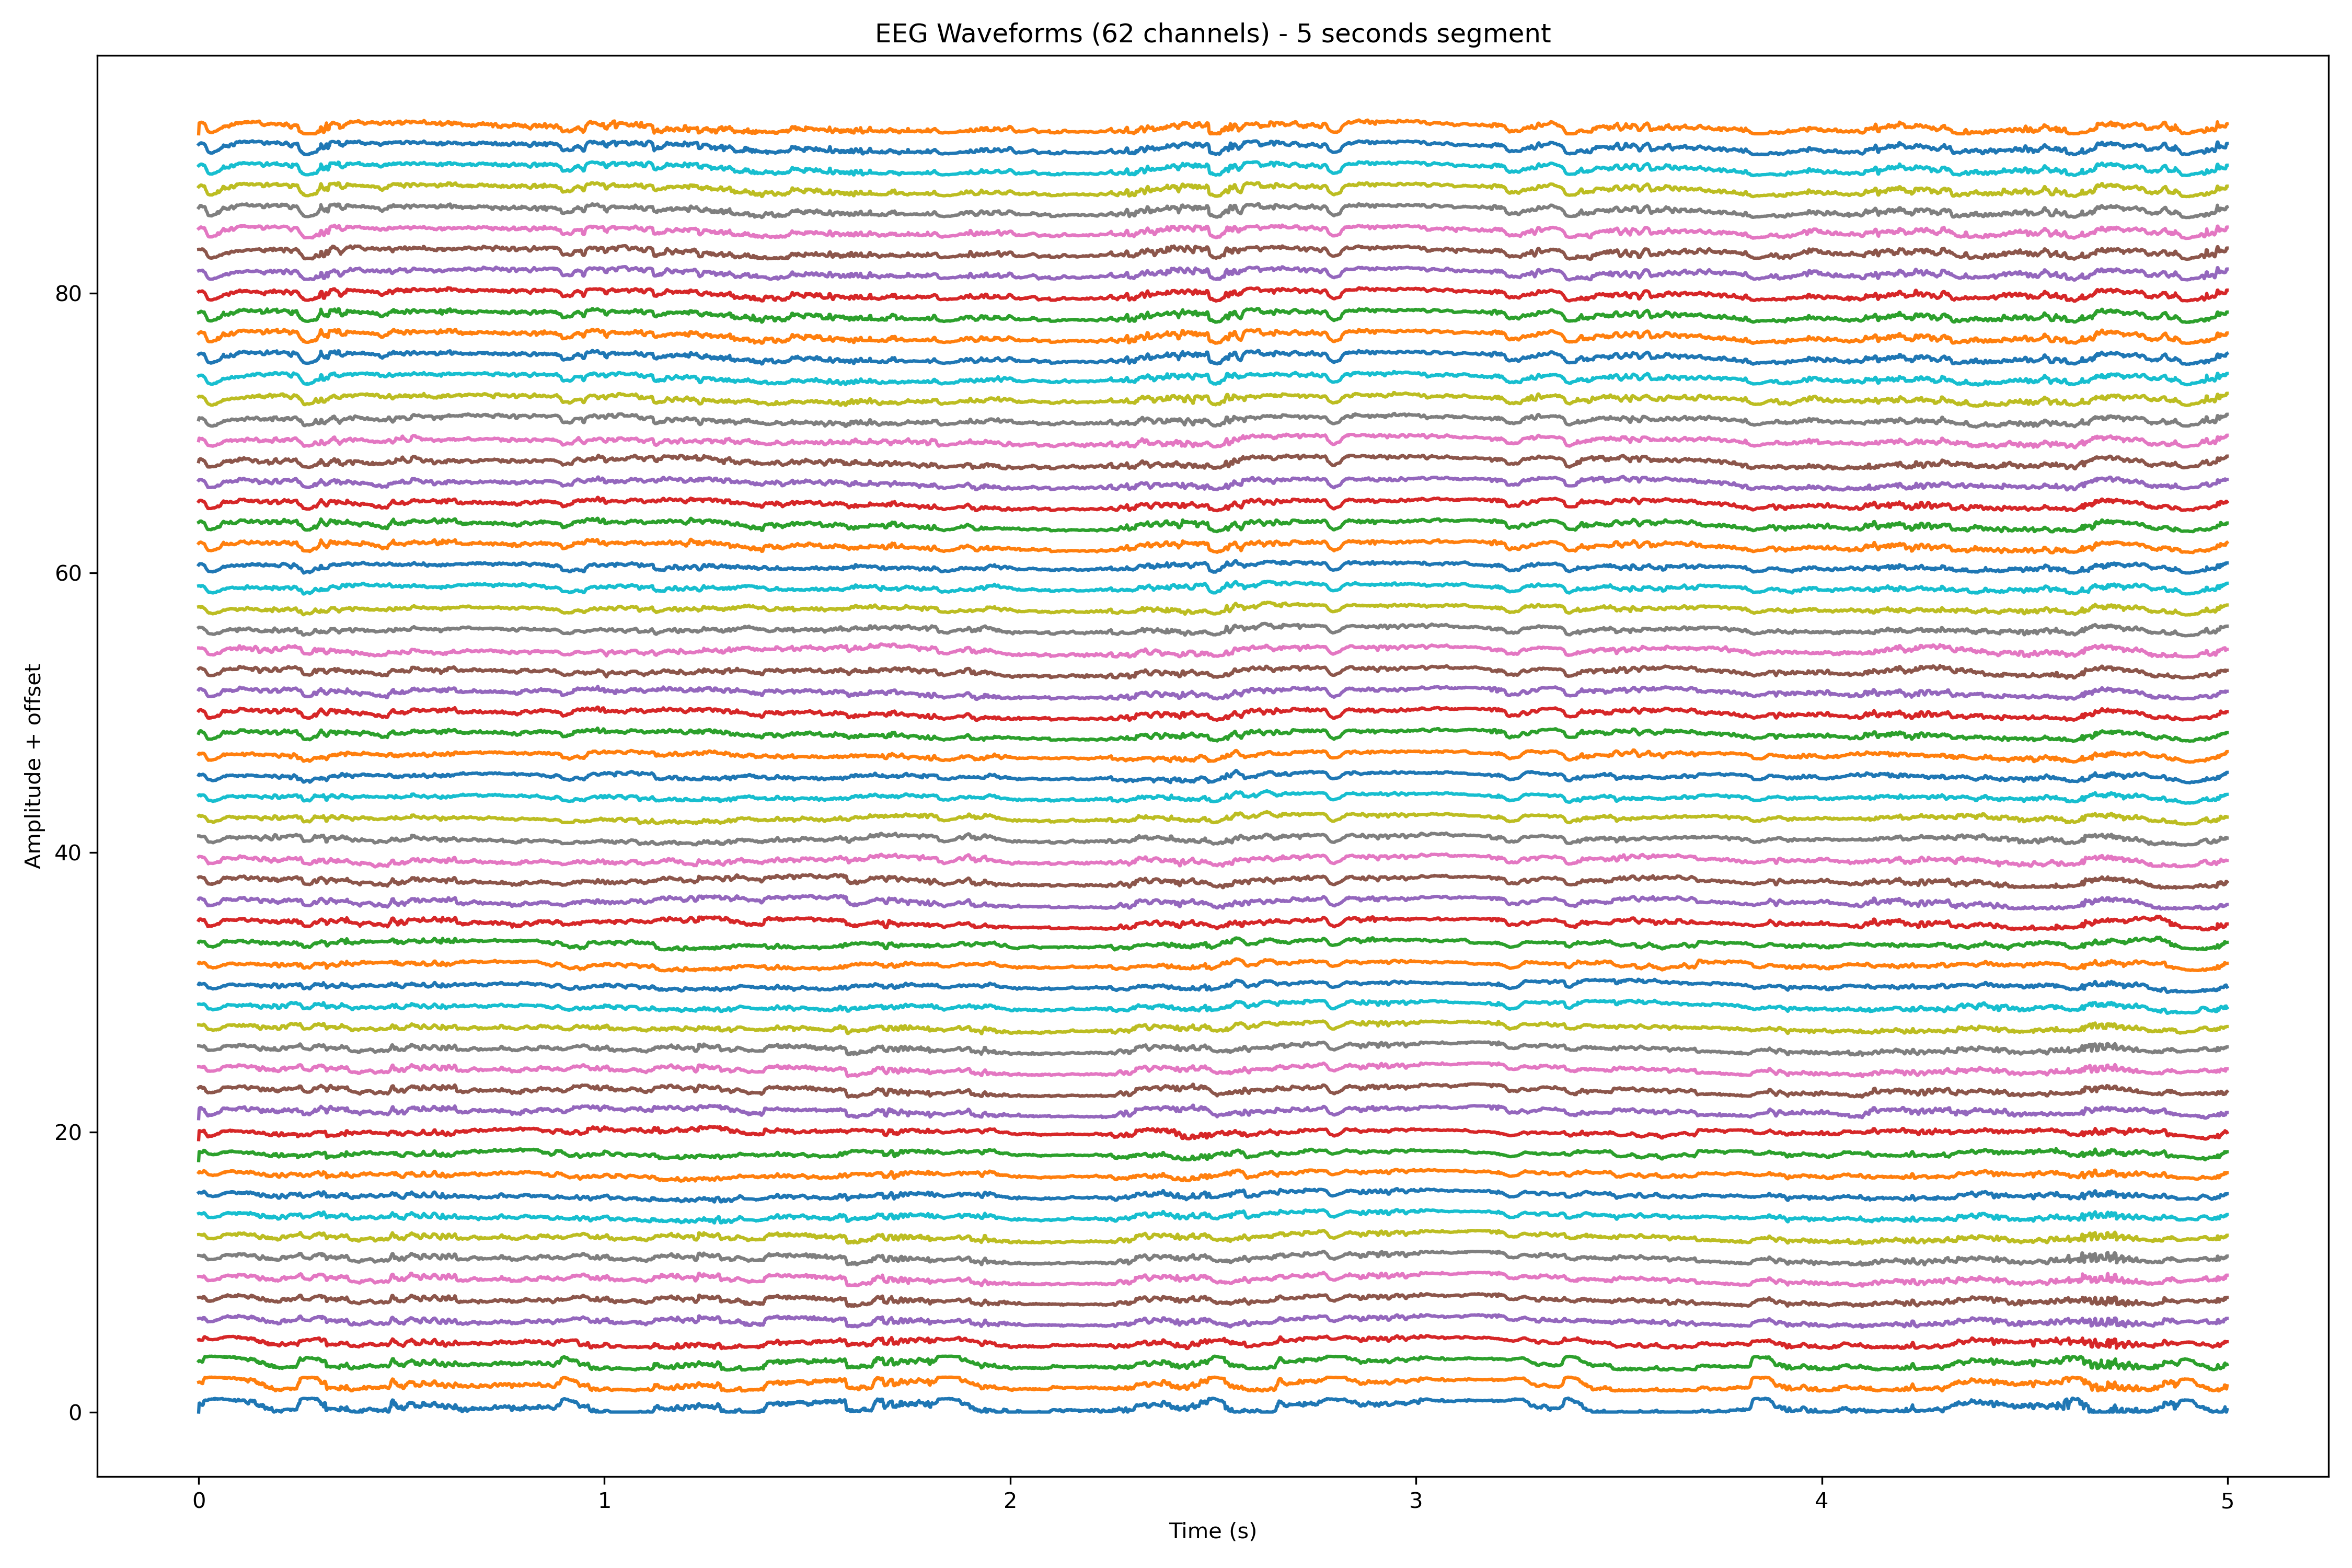 EEG Waveforms (62 channels) - 5 seconds segment
Amplitude + offset
80
60
40
20
0
0 1 2 3 4 5
Time (s)